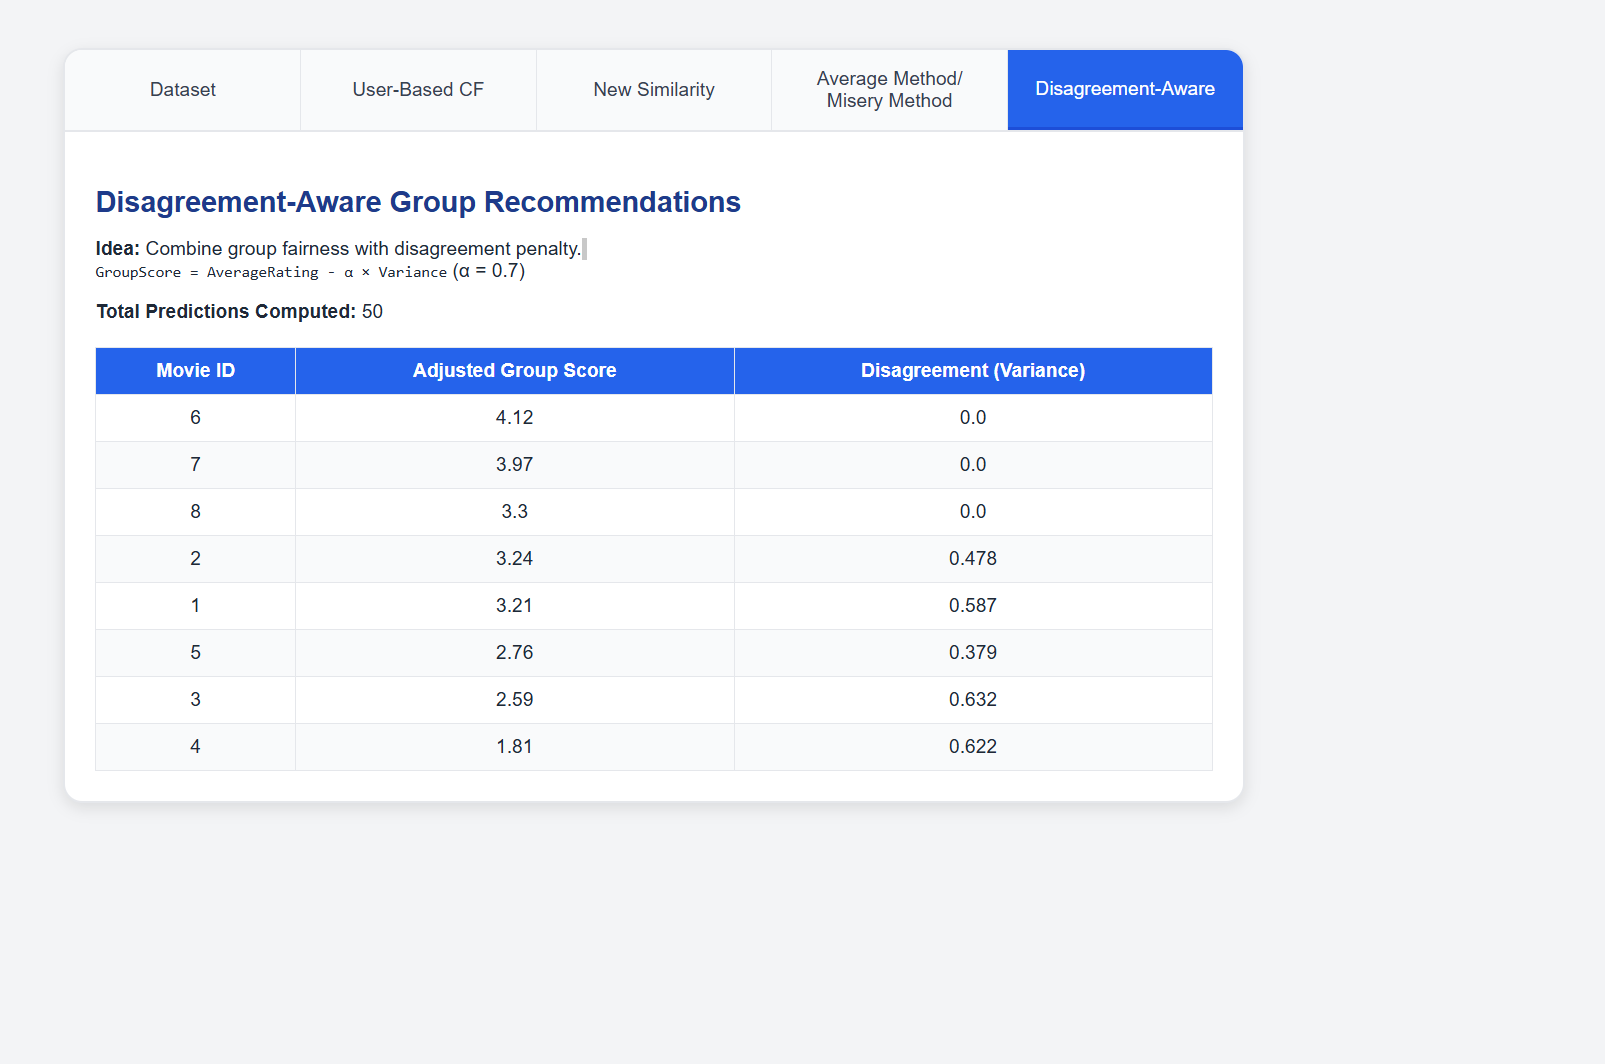 Dataset
User-Based CF
New Similarity
Average Method/
Misery Method
Disagreement-Aware
Disagreement-Aware Group Recommendations
Idea: Combine group fairness with disagreement penalty.
GroupScore = AverageRating - α × Variance (α = 0.7)
Total Predictions Computed: 50
Movie ID Adjusted Group Score Disagreement (Variance)
6 4.12 0.0
7 3.97 0.0
8 3.3 0.0
2 3.24 0.478
1 3.21 0.587
5 2.76 0.379
3 2.59 0.632
4 1.81 0.622